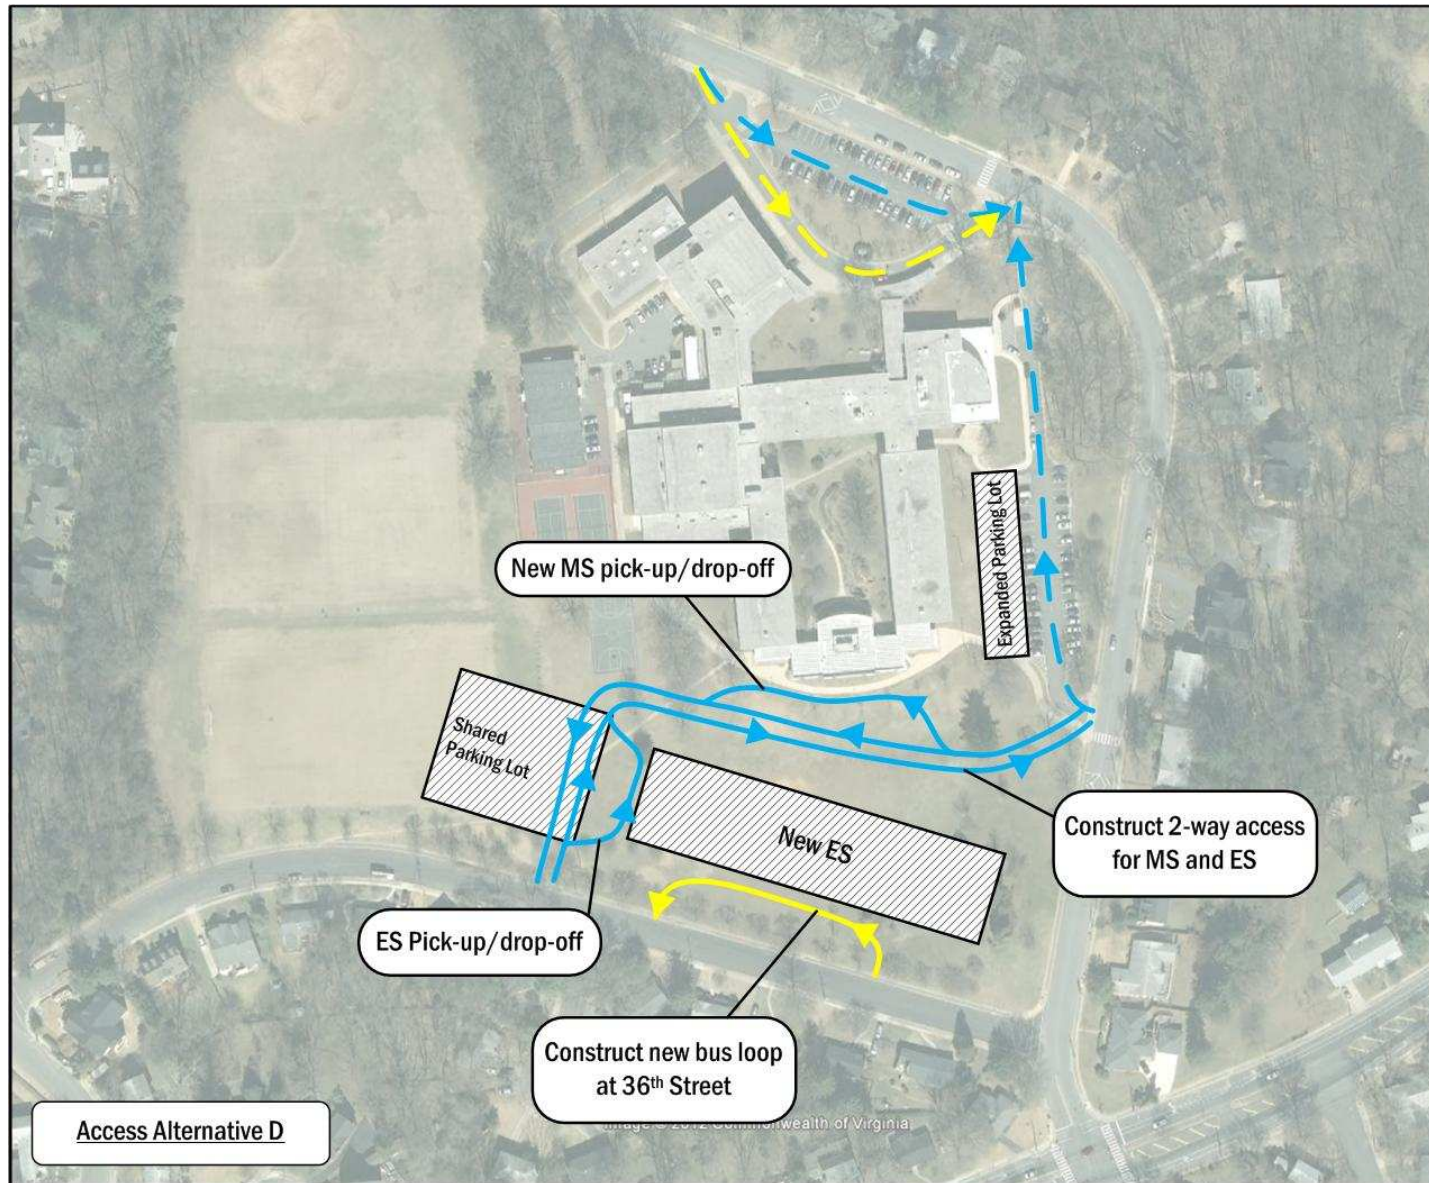 Expanded Parking Lot
New MS pick-up/drop-off
Shared
Parking Lot
New ES
Construct 2-way access
for MS and ES
ES Pick-up/drop-off
Construct new bus loop
at 36th Street
Access Alternative D
Image © 2012 Commonwealth of Virginia